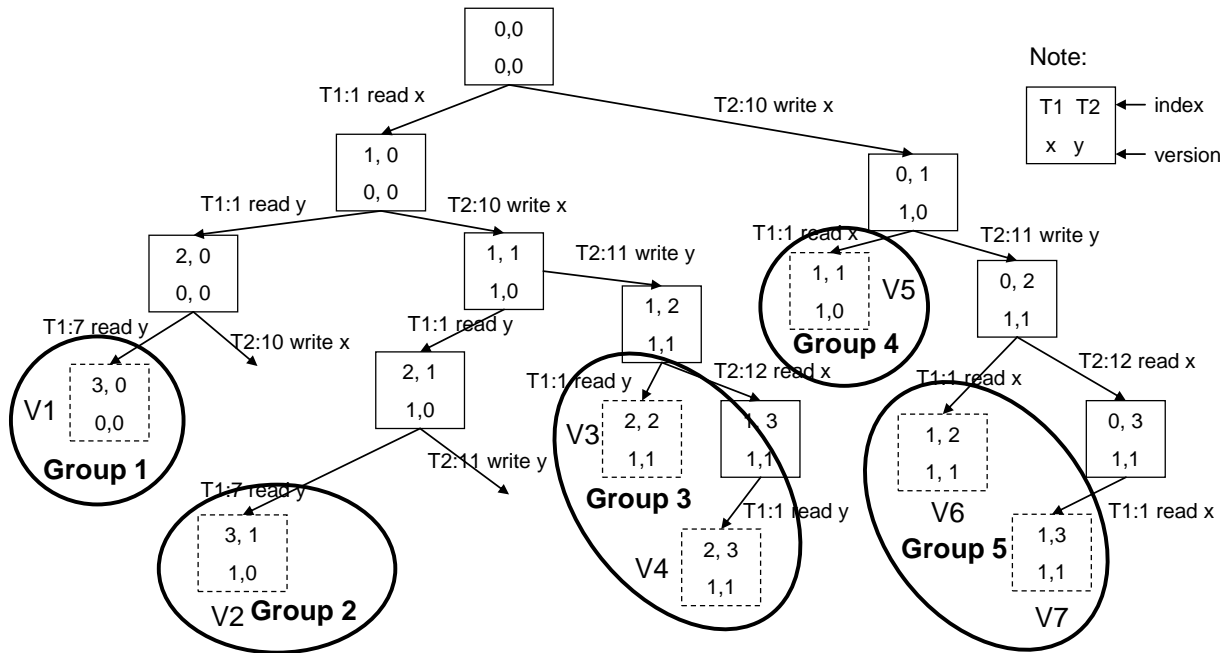 0,0
0,0
Note:
T1 T2
x y
index
version
T1:1 read x
T2:10 write x
1, 0
0, 0
0, 1
1,0
T1:1 read y
T2:10 write x
T1:1 read x
T2:11 write y
2, 0
0, 0
1, 1
1,0
T2:11 write y
1, 1
1,0
V5
Group 4
0, 2
1,1
T1:7 read y
T2:10 write x
T1:1 read y
1, 2
1,1
3, 0
0,0
V1
Group 1
2, 1
1,0
T1:1 read y
T2:12 read x
T1:1 read x
T2:12 read x
V3
2, 2
1,1
Group 3
1, 3
1,1
1, 2
1, 1
V6
0, 3
1,1
T1:7 read y
T2:11 write y
T1:1 read y
T1:1 read x
3, 1
1,0
V2
Group 2
V4
2, 3
1,1
Group 5
1,3
1,1
V7